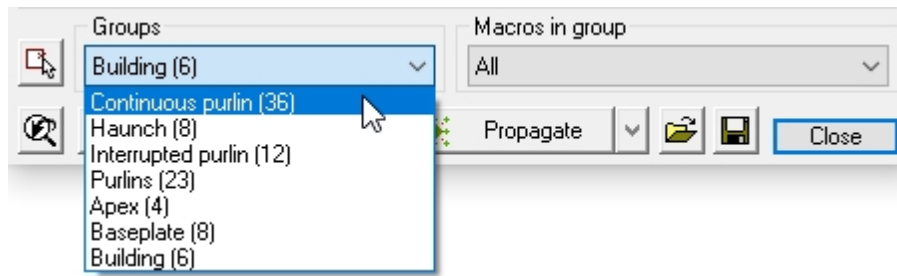 Groups
Macros in group
Building (6)
All
Continuous purlin (36)
Haunch (8)
Interrupted purlin (12)
Purlins (23)
Apex (4)
Baseplate (8)
Building (6)
Propagate
Close